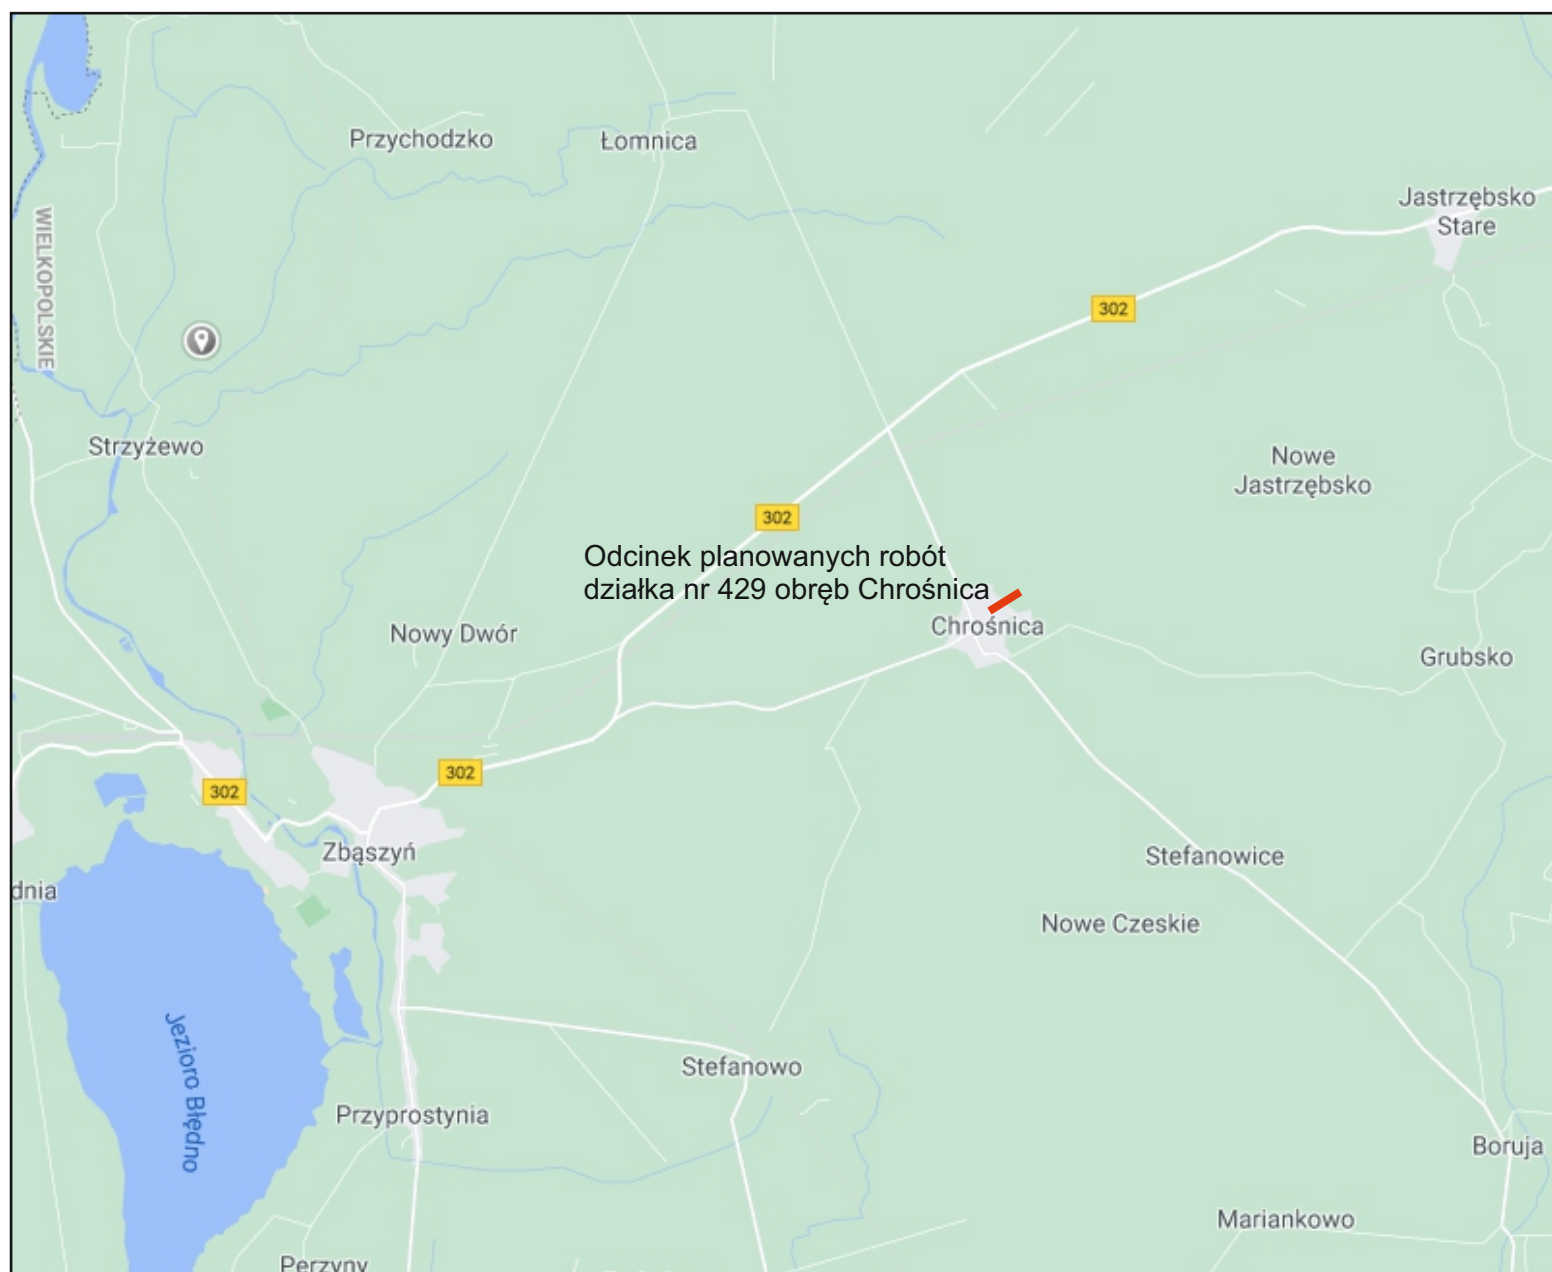 Przychodzko
Łomnica
Jastrzębsko
Stare
WIELKOPOLSKIE
302
Strzyżewo
Nowe
Jastrzębsko
302
Odcinek planowanych robót
działka nr 429 obręb Chrośnica
Chrośnica
Nowy Dwór
Grubsko
302
302
Zbąszyń
Stefanowice
dnia
Nowe Czeskie
Jezioro Błędno
Stefanowo
Przyprostynia
Boruja
Mariankowo
Perzyny